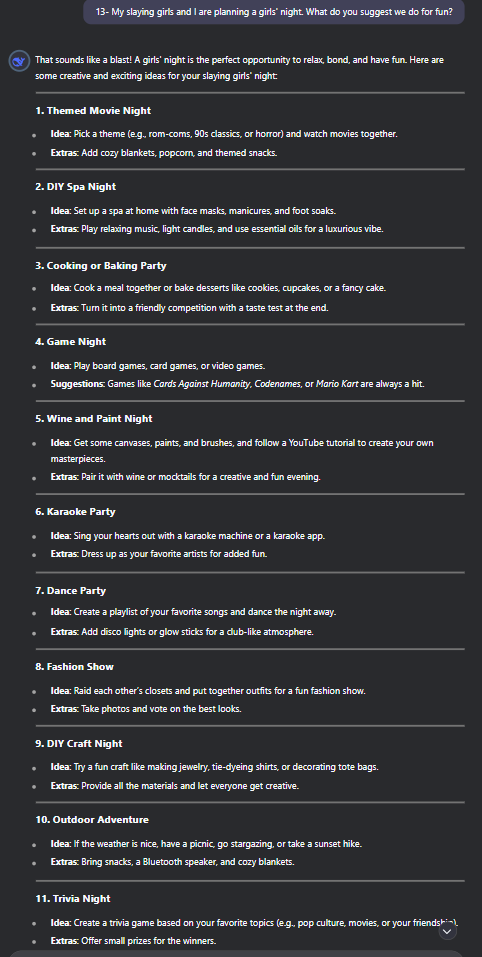 13- My slaying girls and I are planning a girls' night. What do you suggest we do for fun?
That sounds like a blast! A girls' night is the perfect opportunity to relax, bond, and have fun. Here are
some creative and exciting ideas for your slaying girls' night:
1. Themed Movie Night
Idea: Pick a theme (e.g., rom-coms, 90s classics, or horror) and watch movies together.
Extras: Add cozy blankets, popcorn, and themed snacks.
2. DIY Spa Night
Idea: Set up a spa at home with face masks, manicures, and foot soaks.
Extras: Play relaxing music, light candles, and use essential oils for a luxurious vibe.
3. Cooking or Baking Party
Idea: Cook a meal together or bake desserts like cookies, cupcakes, or a fancy cake.
Extras: Turn it into a friendly competition with a taste test at the end.
4. Game Night
Idea: Play board games, card games, or video games.
Suggestions: Games like Cards Against Humanity, Codenames, or Mario Kart are always a hit.
5. Wine and Paint Night
Idea: Get some canvases, paints, and brushes, and follow a YouTube tutorial to create your own
masterpieces.
Extras: Pair it with wine or mocktails for a creative and fun evening.
6. Karaoke Party
Idea: Sing your hearts out with a karaoke machine or a karaoke app.
Extras: Dress up as your favorite artists for added fun.
7. Dance Party
Idea: Create a playlist of your favorite songs and dance the night away.
Extras: Add disco lights or glow sticks for a club-like atmosphere.
8. Fashion Show
Idea: Raid each other's closets and put together outfits for a fun fashion show.
Extras: Take photos and vote on the best looks.
9. DIY Craft Night
Idea: Try a fun craft like making jewelry, tie-dyeing shirts, or decorating tote bags.
Extras: Provide all the materials and let everyone get creative.
10. Outdoor Adventure
Idea: If the weather is nice, have a picnic, go stargazing, or take a sunset hike.
Extras: Bring snacks, a Bluetooth speaker, and cozy blankets.
11. Trivia Night
Idea: Create a trivia game based on your favorite topics (e.g., pop culture, movies, or your friendship).
Extras: Offer small prizes for the winners.